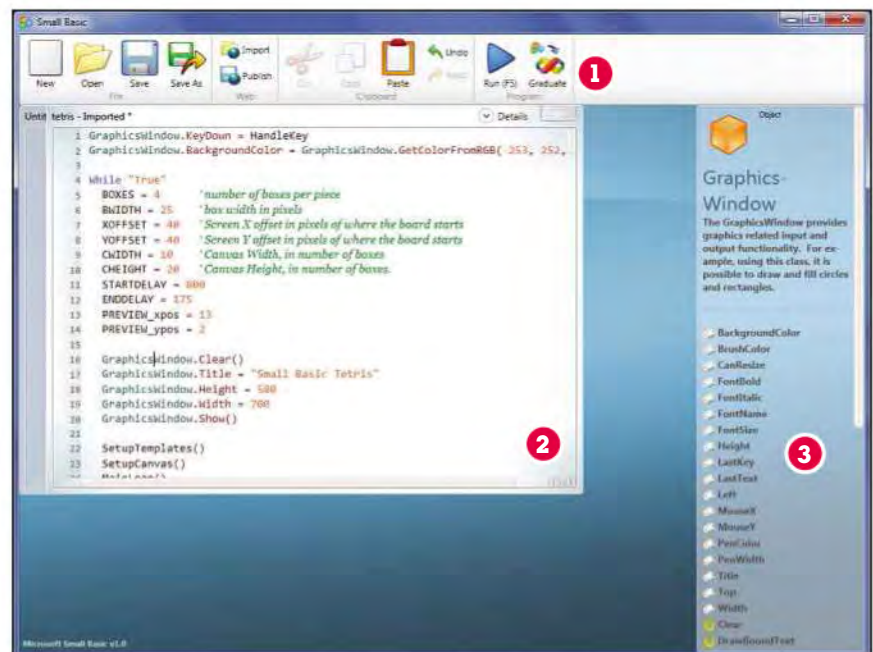 Small Basic
New
Open
Save
Save As
Import
Publish
Cut
Copy
Paste
Undo
Redo
Run (F5)
Graduate
File
Web
Clipboard
Program
1
tetris - Imported *
Details
1 GraphicsWindow.KeyDown = HandleKey
2 GraphicsWindow.BackgroundColor = GraphicsWindow.GetColorFromRGB( 253, 252,
3
4 While "True"
5 BOXES = 4 'number of boxes per piece
6 BWIDTH = 25 'box width in pixels
7 XOFFSET = 40 'Screen X offset in pixels of where the board starts
8 YOFFSET = 40 'Screen Y offset in pixels of where the board starts
9 CWIDTH = 10 'Canvas Width, in number of boxes
10 CHEIGHT = 20 'Canvas Height, in number of boxes.
11 STARTDELAY = 800
12 ENDDELAY = 175
13 PREVIEW_xpos = 13
14 PREVIEW_ypos = 2
15
16 GraphicsWindow.Clear()
17 GraphicsWindow.Title = "Small Basic Tetris"
18 GraphicsWindow.Height = 580
19 GraphicsWindow.Width = 700
20 GraphicsWindow.Show()
21
22 SetupTemplates()
23 SetupCanvas()
MainLoop()
2
Object
Graphics-
Window
The GraphicsWindow provides
graphics related input and
output functionality. For ex-
ample, using this class, it is
possible to draw and fill circles
and rectangles.
BackgroundColor
BrushColor
CanResize
FontBold
FontItalic
FontName
FontSize
Height
LastKey
LastText
Left
MouseX
MouseY
PenColor
PenWidth
Title
Top
Width
Clear
DrawBoundText
3
Microsoft Small Basic v1.0